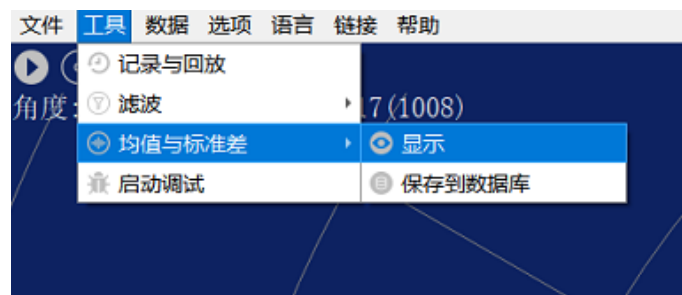 文件 工具 数据 选项 语言 链接 帮助
记录与回放
角度:
滤波
17(1008)
均值与标准差
显示
启动调试
保存到数据库